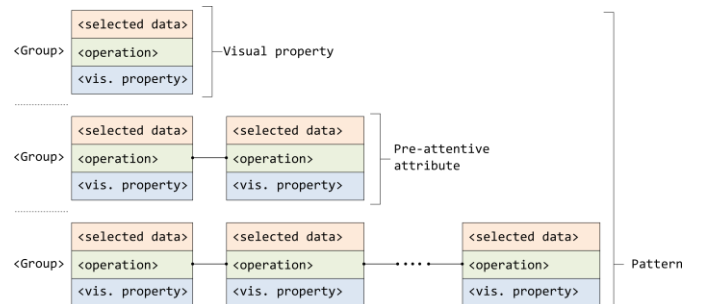 <selected data>
<Group> <operation> Visual property
<vis. property>
<selected data> <selected data>
Pre-attentive
<Group> <operation> <operation>
attribute
<vis. property> <vis. property>
<selected data> <selected data> <selected data>
<Group> <operation> <operation> <operation> Pattern
<vis. property> <vis. property> <vis. property>